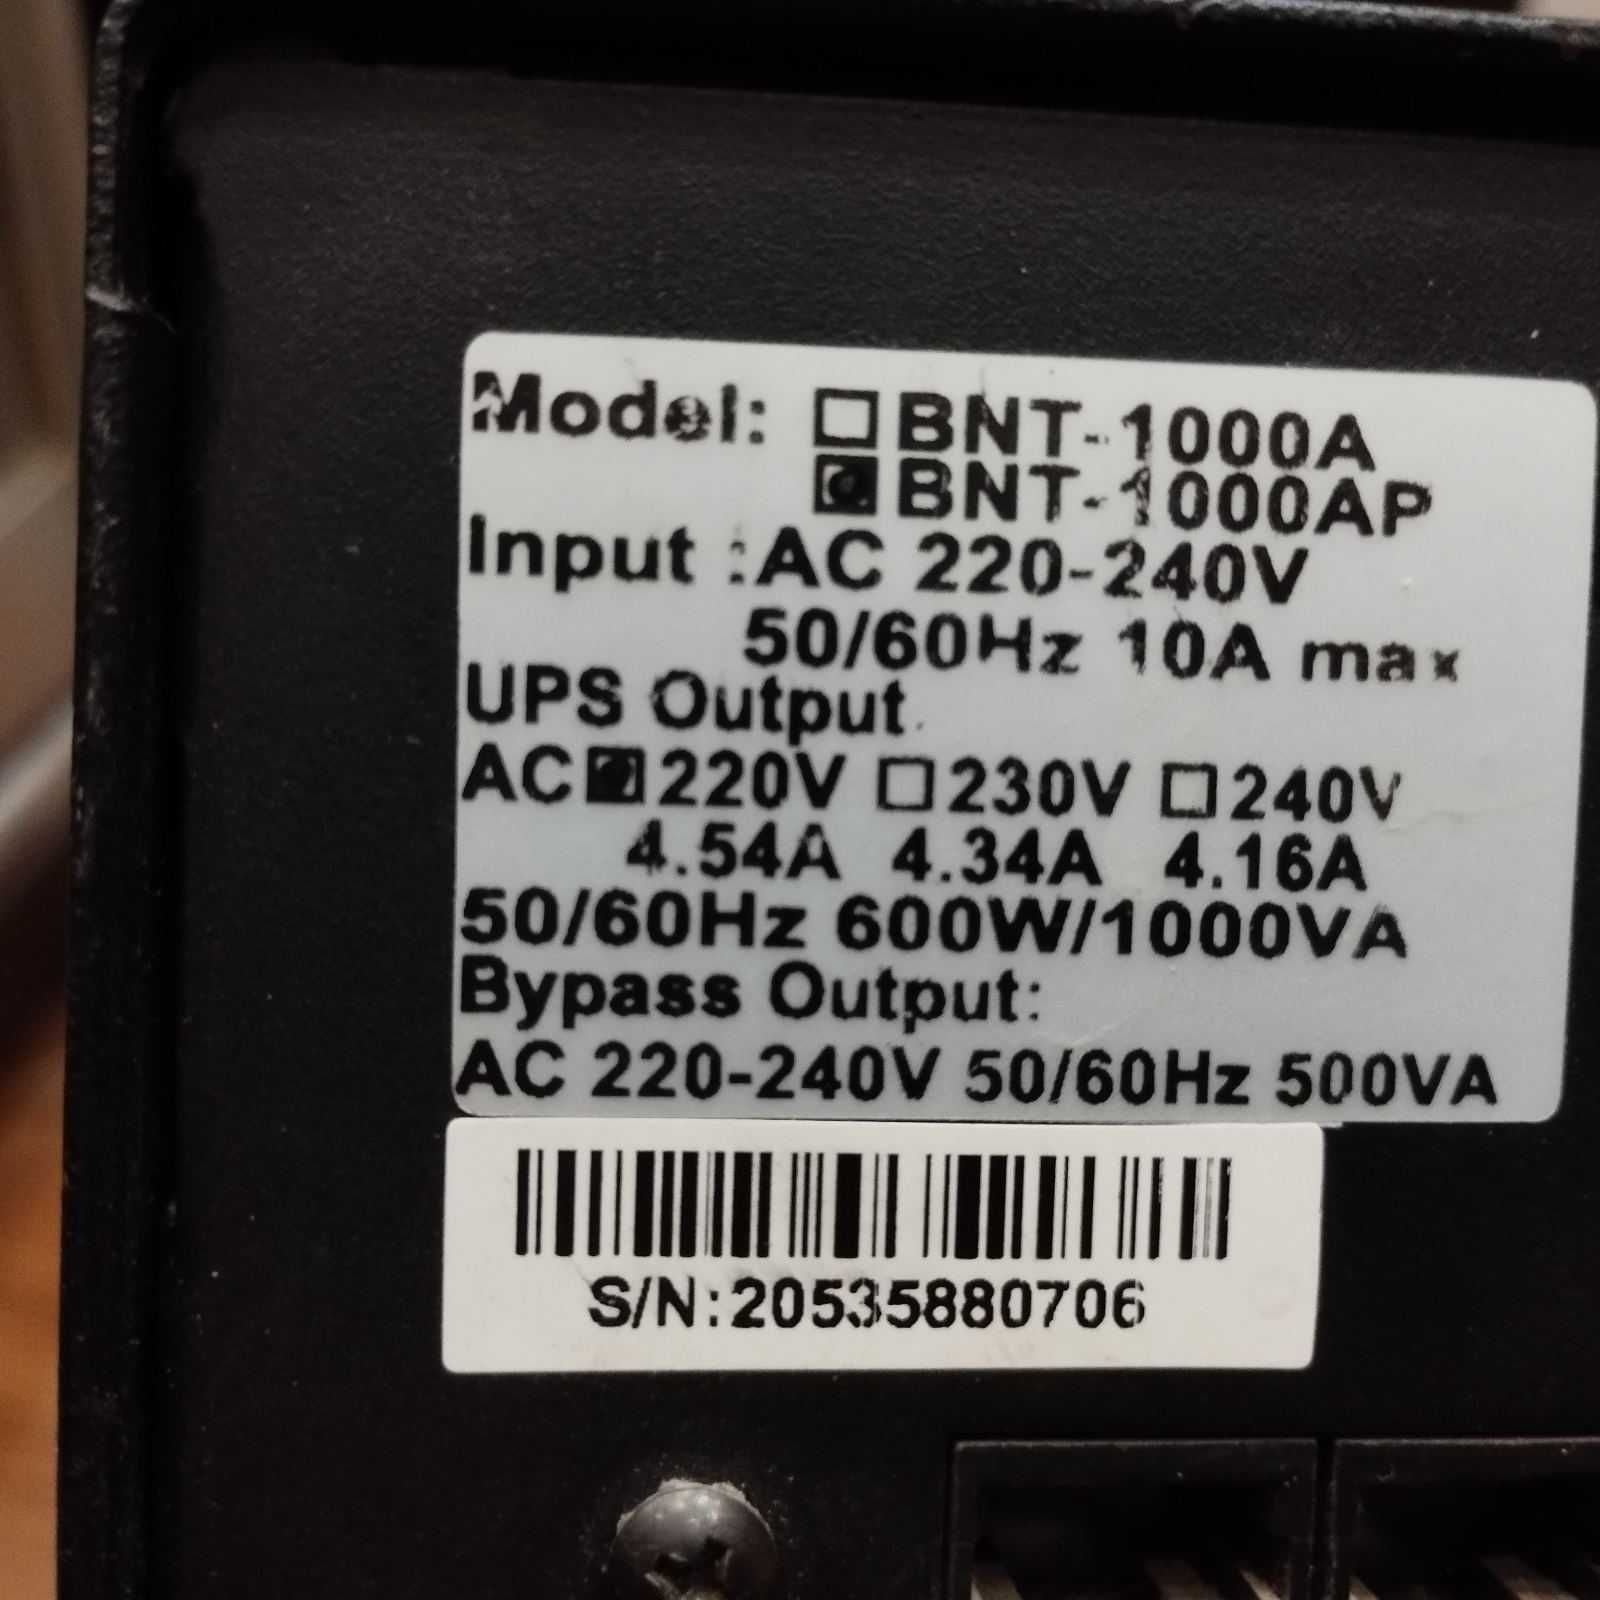 Model: ☐BNT-1000A
☑BNT-1000AP
Input :AC 220-240V
50/60Hz 10A max
UPS Output
AC☑220V ☐230V ☐240V
4.54A 4.34A 4.16A
50/60Hz 600W/1000VA
Bypass Output:
AC 220-240V 50/60Hz 500VA
S/N:20535880706